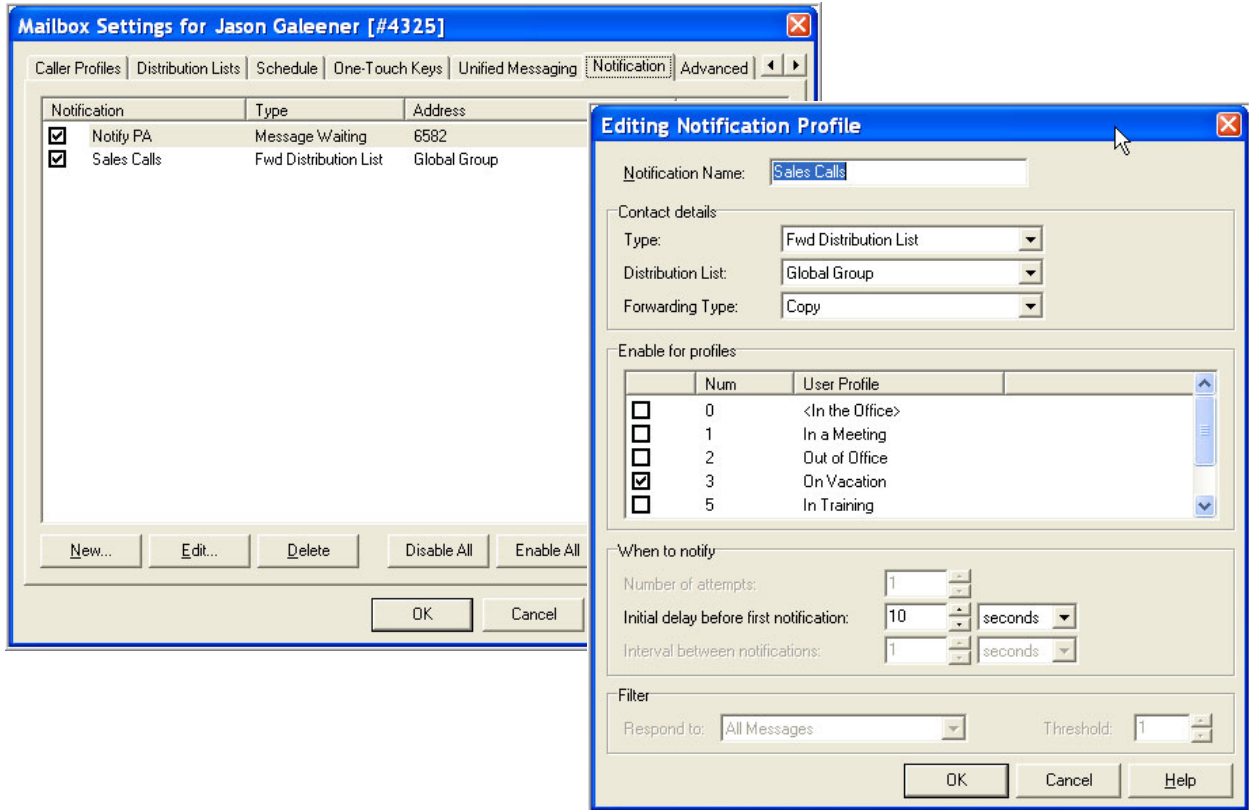 Mailbox Settings for Jason Galeener [#4325]
Caller Profiles Distribution Lists Schedule One-Touch Keys Unified Messaging Notification Advanced
Notification Type Address
Notify PA Message Waiting 6582
Sales Calls Fwd Distribution List Global Group
New... Edit... Delete Disable All Enable All
OK Cancel
Editing Notification Profile
Notification Name: Sales Calls
Contact details
Type: Fwd Distribution List
Distribution List: Global Group
Forwarding Type: Copy
Enable for profiles
Num User Profile
0 <In the Office>
1 In a Meeting
2 Out of Office
3 On Vacation
5 In Training
When to notify
Number of attempts: 1
Initial delay before first notification: 10 seconds
Interval between notifications: 1 seconds
Filter
Respond to: All Messages Threshold: 1
OK Cancel Help